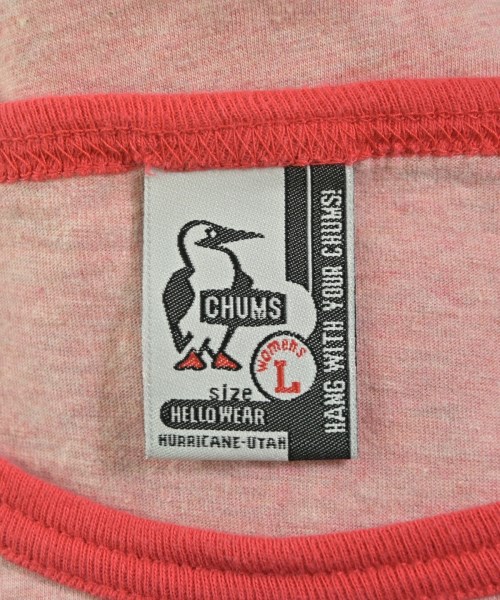 CHUMS
womens
L
size
HELLO WEAR
HURRICANE-UTAH
HANG WITH YOUR CHUMS!